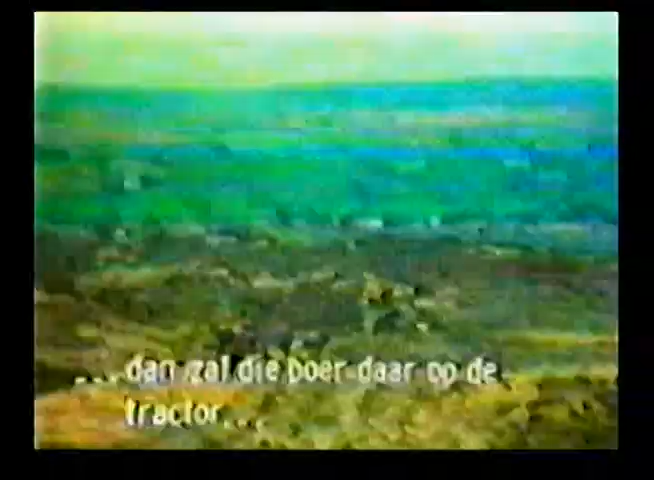 ...dan zal die boer daar op de
tractor...